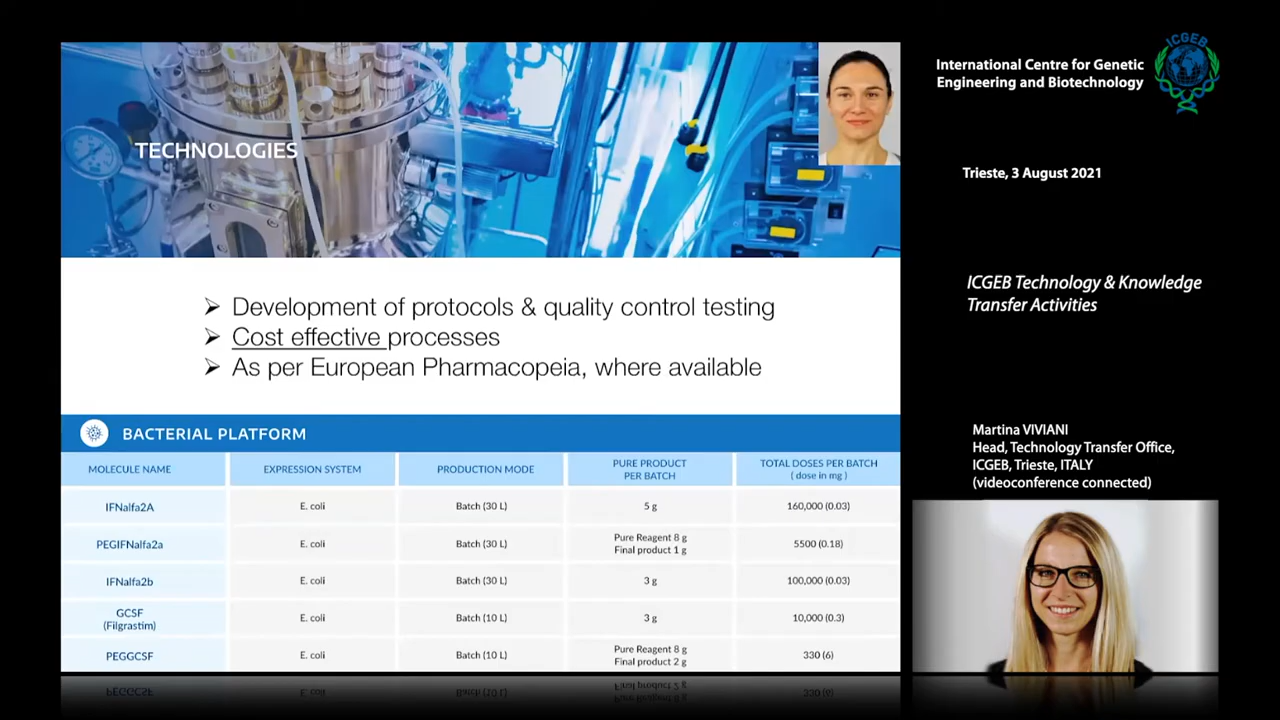 TECHNOLOGIES
Development of protocols & quality control testing
Cost effective processes
As per European Pharmacopeia, where available
BACTERIAL PLATFORM
MOLECULE NAME EXPRESSION SYSTEM PRODUCTION MODE PURE PRODUCT PER BATCH TOTAL DOSES PER BATCH ( dose in mg )
IFNalfa2A E. coli Batch (30 L) 5 g 160,000 (0.03)
PEGIFNalfa2a E. coli Batch (30 L) Pure Reagent 8 g Final product 1 g 5500 (0.18)
IFNalfa2b E. coli Batch (30 L) 3 g 100,000 (0.03)
GCSF (Filgrastim) E. coli Batch (10 L) 3 g 10,000 (0.3)
PEGGCSF E. coli Batch (10 L) Pure Reagent 8 g Final product 2 g 330 (6)
International Centre for Genetic
Engineering and Biotechnology
ICGEB
Trieste, 3 August 2021
ICGEB Technology & Knowledge
Transfer Activities
Martina VIVIANI
Head, Technology Transfer Office,
ICGEB, Trieste, ITALY
(videoconference connected)